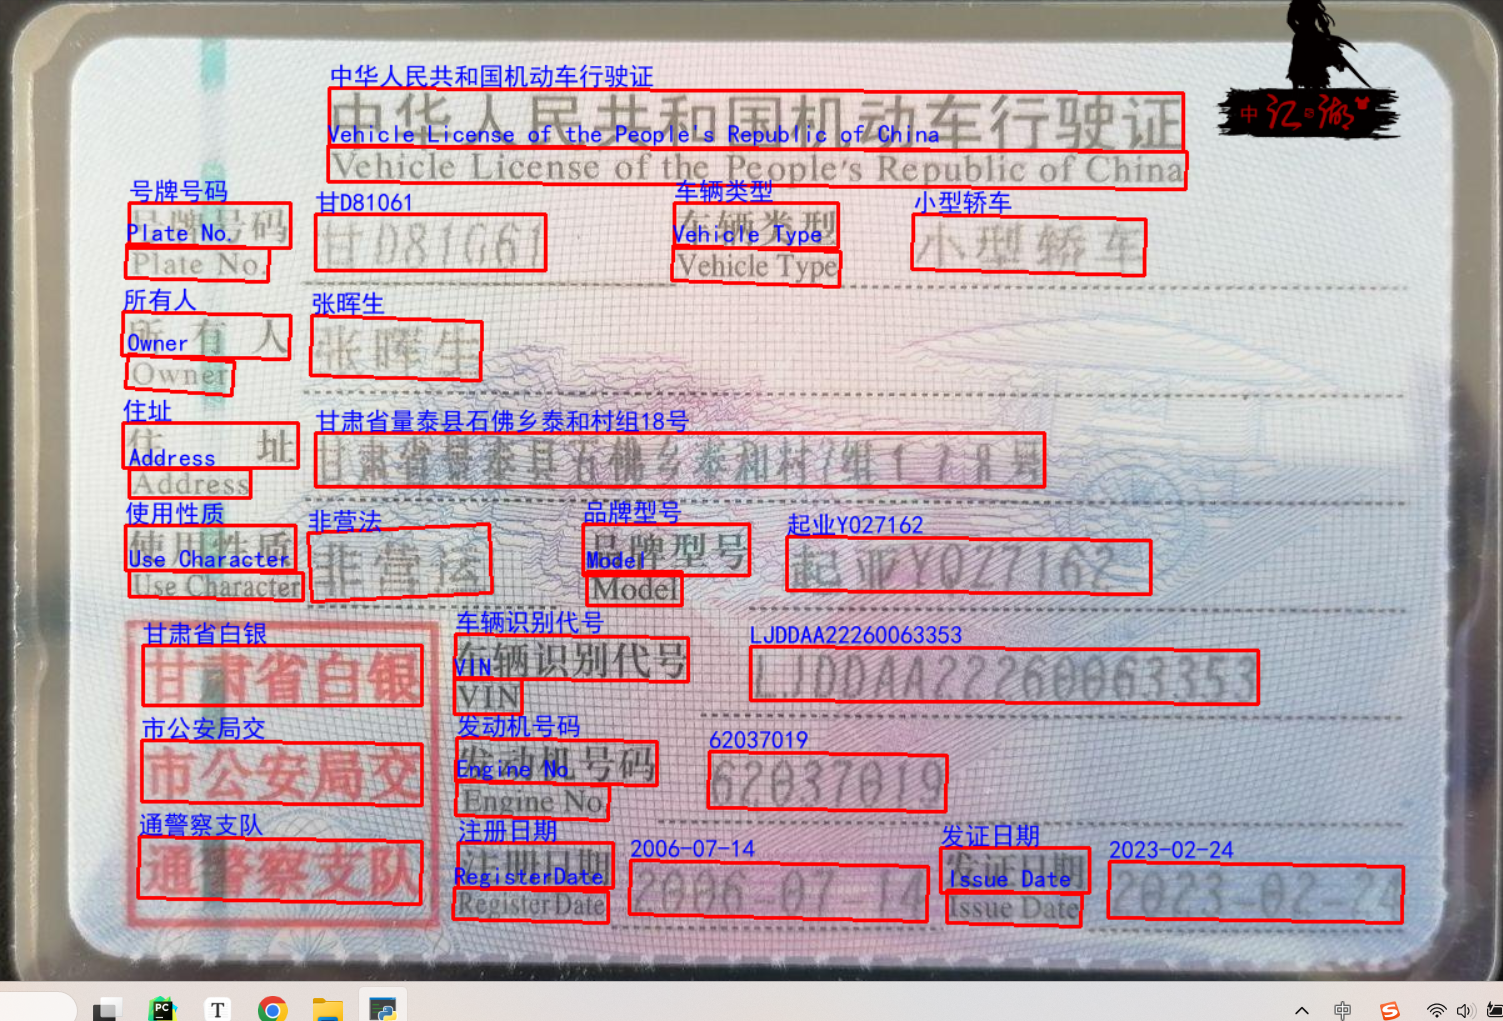 中华人民共和国机动车行驶证
中华人民共和国机动车行驶证
Vehicle License of the People's Republic of China
Vehicle License of the People's Republic of China
号牌号码 甘D81061 车辆类型 小型轿车
号牌号码 甘D81G61 车辆类型 小型轿车
Plate No. Vehicle Type
Plate No. Vehicle Type
所有人 张晖生
所有人 张晖生
Owner
Owner
住址 甘肃省量泰县石佛乡泰和村组18号
住址 甘肃省景泰县五佛乡泰和村 组178号
Address
Address
使用性质 非营法 品牌型号 起业Y027162
使用性质 非营运 品牌型号 起亚YQ27162
Use Character Model
Use Character Model
甘肃省白银 车辆识别代号 LJDDAA22260063353
甘肃省白银 车辆识别代号 LJDDAA22260063353
VIN
VIN
市公安局交 发动机号码 62037019
市公安局交 发动机号码 62037019
Engine No.
Engine No.
通警察支队 注册日期 2006-07-14 发证日期 2023-02-24
通警察支队 注册日期 2006-07-14 发证日期 2023-02-24
RegisterDate Issue Date
Register Date Issue Date